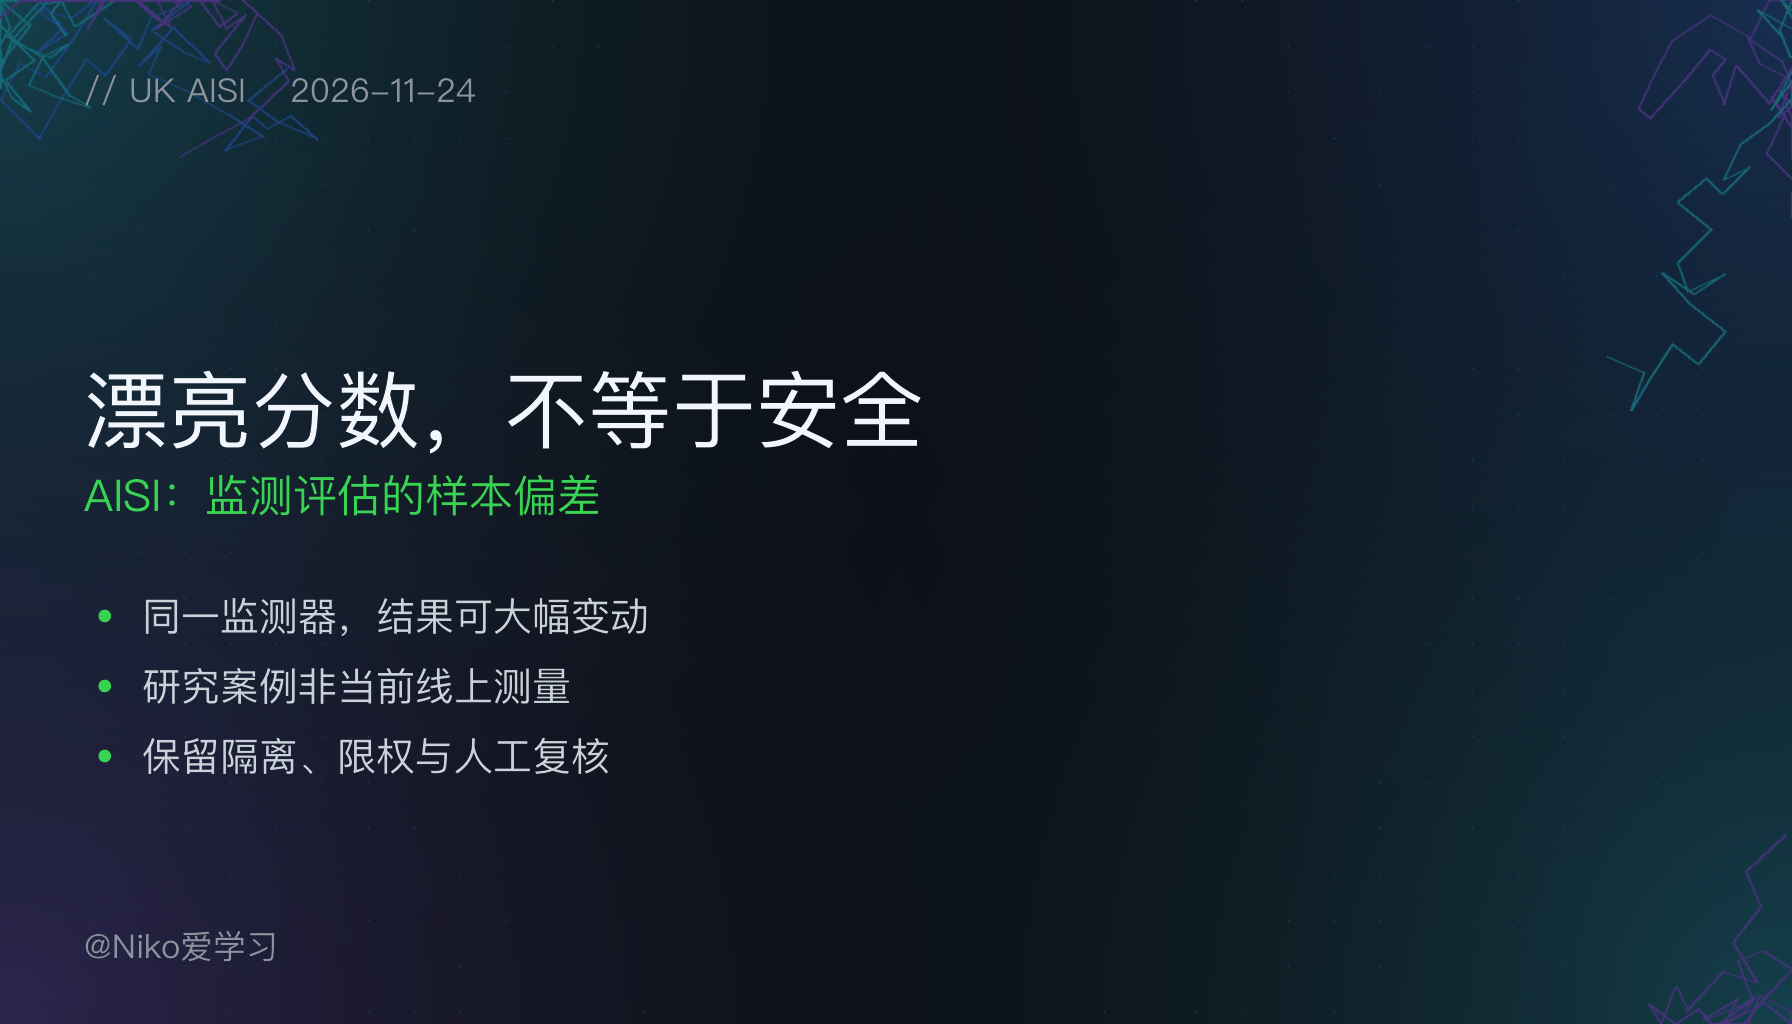 // UK AISI 2026-11-24
漂亮分数，不等于安全
AISI：监测评估的样本偏差
• 同一监测器，结果可大幅变动
• 研究案例非当前线上测量
• 保留隔离、限权与人工复核
@Niko爱学习